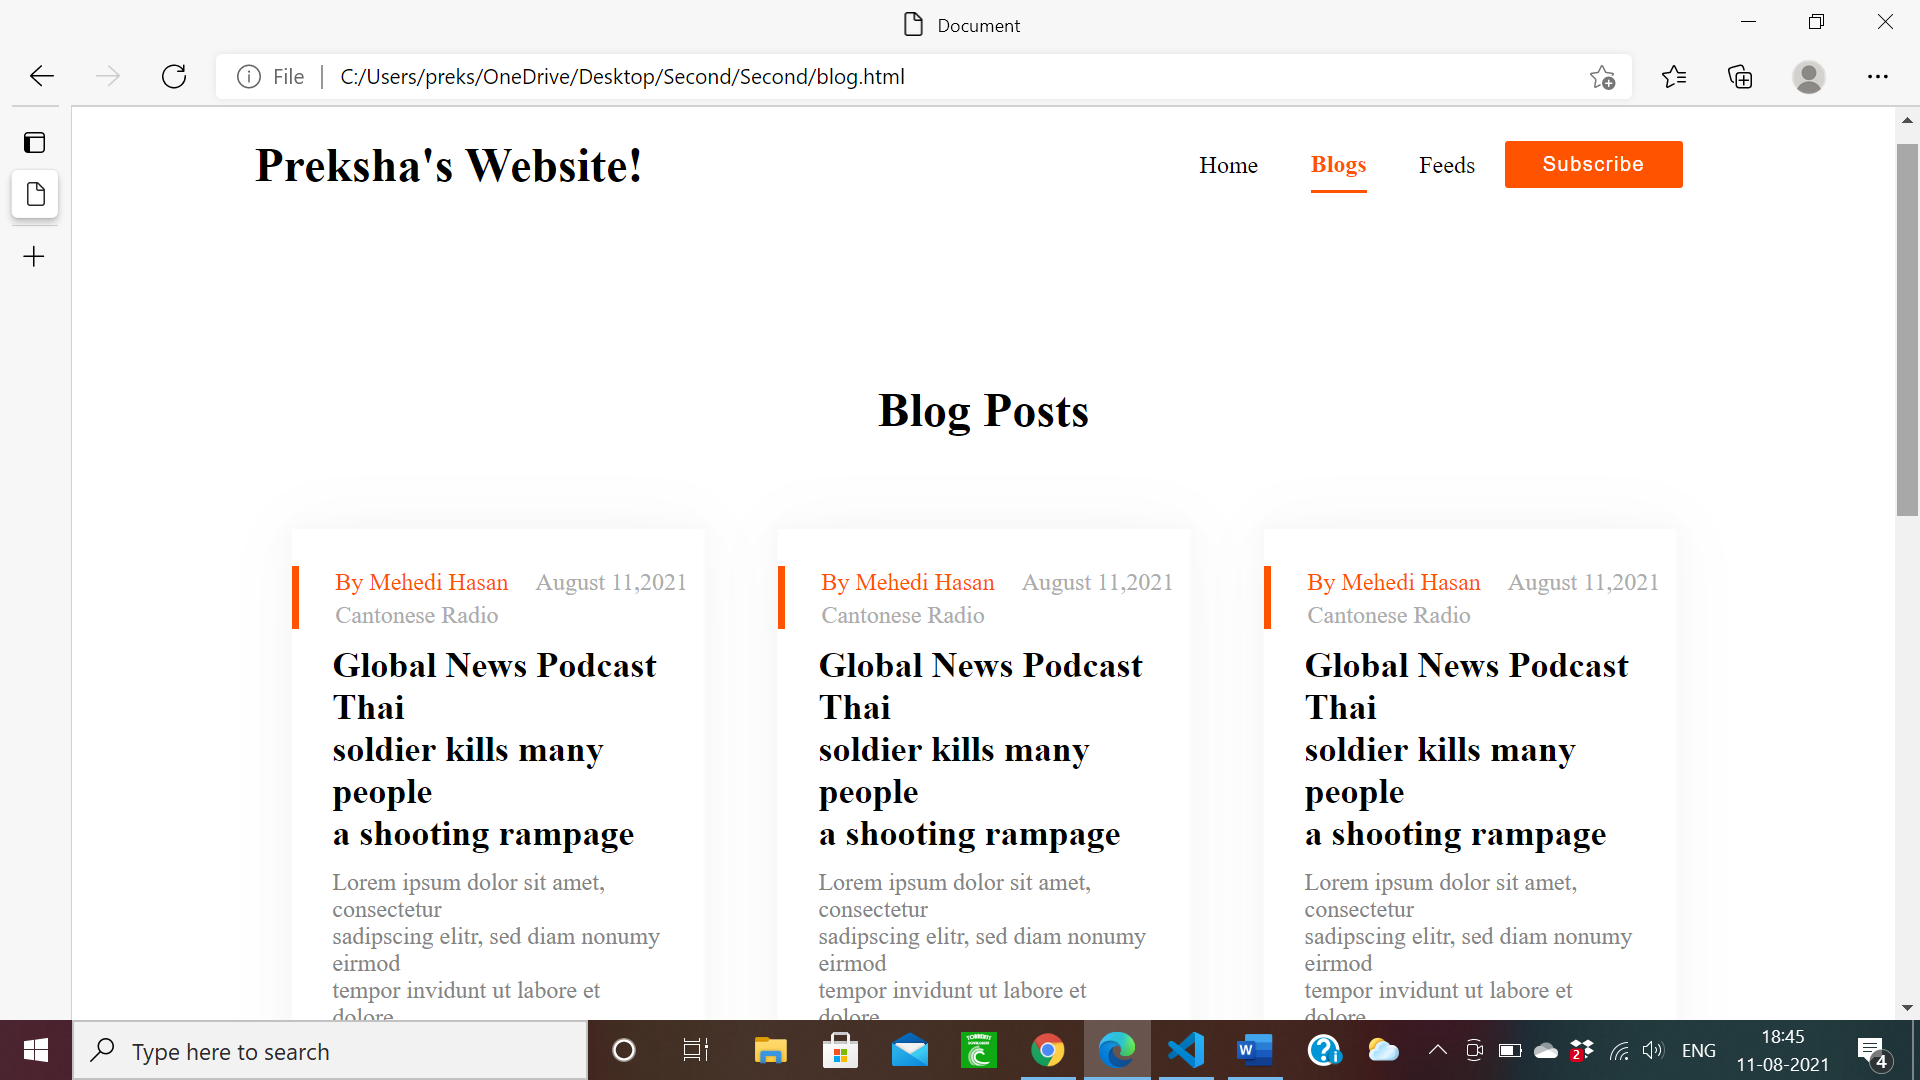 Document
File
C:/Users/preks/OneDrive/Desktop/Second/Second/blog.html
Preksha's Website!
Home
Blogs
Feeds
Subscribe
Blog Posts
By Mehedi Hasan August 11,2021
Cantonese Radio
Global News Podcast
Thai
soldier kills many
people
a shooting rampage
Lorem ipsum dolor sit amet,
consectetur
sadipscing elitr, sed diam nonumy
eirmod
tempor invidunt ut labore et
dolore
By Mehedi Hasan August 11,2021
Cantonese Radio
Global News Podcast
Thai
soldier kills many
people
a shooting rampage
Lorem ipsum dolor sit amet,
consectetur
sadipscing elitr, sed diam nonumy
eirmod
tempor invidunt ut labore et
dolore
By Mehedi Hasan August 11,2021
Cantonese Radio
Global News Podcast
Thai
soldier kills many
people
a shooting rampage
Lorem ipsum dolor sit amet,
consectetur
sadipscing elitr, sed diam nonumy
eirmod
tempor invidunt ut labore et
dolore
Type here to search
W
2
ENG
18:45
11-08-2021
4